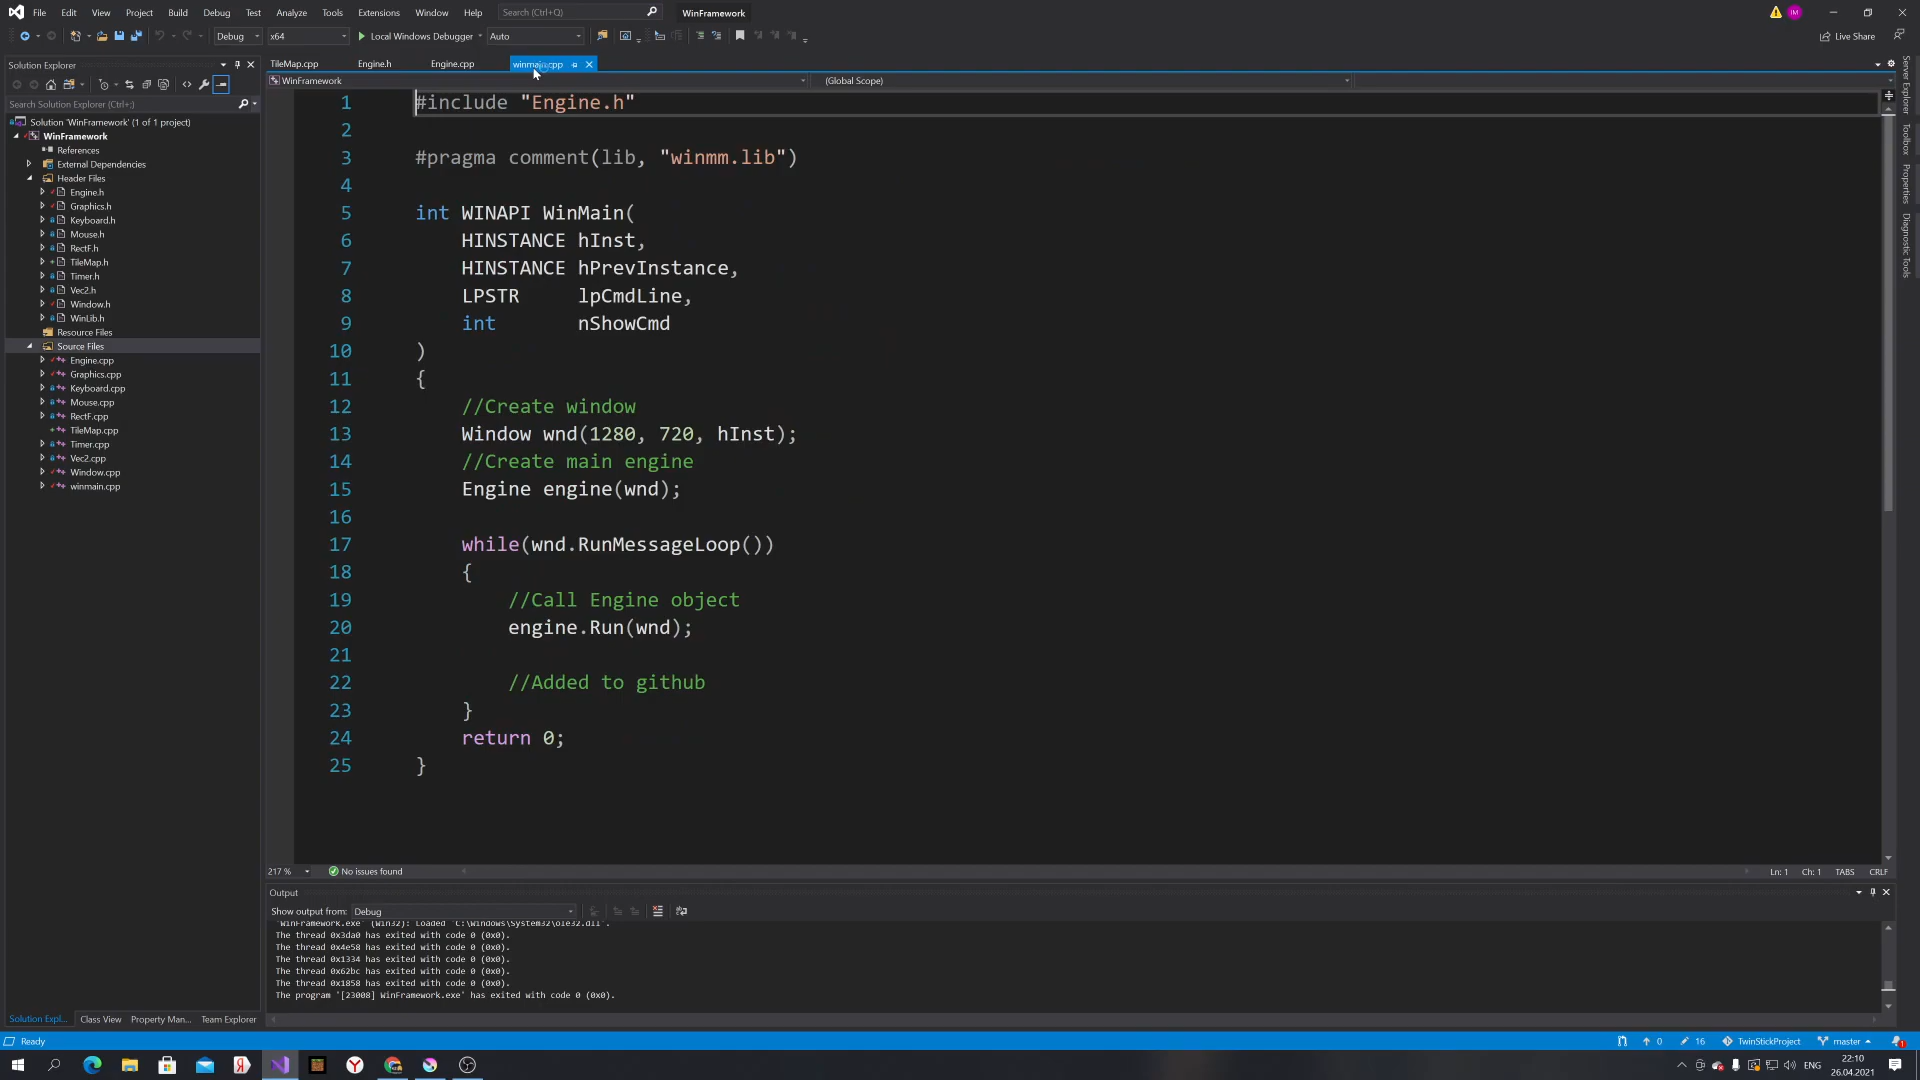 File Edit View Project Build Debug Test Analyze Tools Extensions Window Help Search (Ctrl+Q) WinFramework IM
Debug x64 Local Windows Debugger Auto Live Share
Solution Explorer
Search Solution Explorer (Ctrl+;)
Solution 'WinFramework' (1 of 1 project)
WinFramework
References
External Dependencies
Header Files
Engine.h
Graphics.h
Keyboard.h
Mouse.h
RectF.h
TileMap.h
Timer.h
Vec2.h
Window.h
WinLib.h
Resource Files
Source Files
Engine.cpp
Graphics.cpp
Keyboard.cpp
Mouse.cpp
RectF.cpp
TileMap.cpp
Timer.cpp
Vec2.cpp
Window.cpp
winmain.cpp
Solution Expl... Class View Property Man... Team Explorer
TileMap.cpp Engine.h Engine.cpp winmain.cpp
WinFramework (Global Scope)
1 #include "Engine.h"
2
3 #pragma comment(lib, "winmm.lib")
4
5 int WINAPI WinMain(
6 HINSTANCE hInst,
7 HINSTANCE hPrevInstance,
8 LPSTR lpCmdLine,
9 int nShowCmd
10 )
11 {
12 //Create window
13 Window wnd(1280, 720, hInst);
14 //Create main engine
15 Engine engine(wnd);
16
17 while(wnd.RunMessageLoop())
18 {
19 //Call Engine object
20 engine.Run(wnd);
21
22 //Added to github
23 }
24 return 0;
25 }
217 % No issues found Ln: 1 Ch: 1 TABS CRLF
Output
Show output from: Debug
'WinFramework.exe' (Win32): Loaded 'C:\Windows\System32\ole32.dll'.
The thread 0x3da0 has exited with code 0 (0x0).
The thread 0x4e58 has exited with code 0 (0x0).
The thread 0x1334 has exited with code 0 (0x0).
The thread 0x62bc has exited with code 0 (0x0).
The thread 0x1858 has exited with code 0 (0x0).
The program '[23008] WinFramework.exe' has exited with code 0 (0x0).
Server Explorer
Toolbox
Properties
Diagnostic Tools
Ready 0 16 TwinStickProject master 1
ENG 22:10
26.04.2021